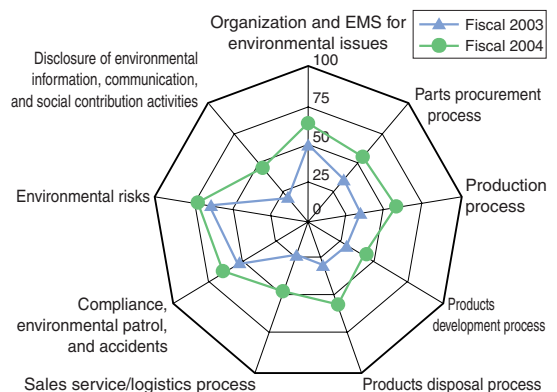 Organization and EMS for
environmental issues
Fiscal 2003
Fiscal 2004
Disclosure of environmental
information, communication,
and social contribution activities
100
75
50
25
0
Parts procurement
process
Environmental risks
Production
process
Compliance,
environmental patrol,
and accidents
Products
development process
Sales service/logistics process
Products disposal process